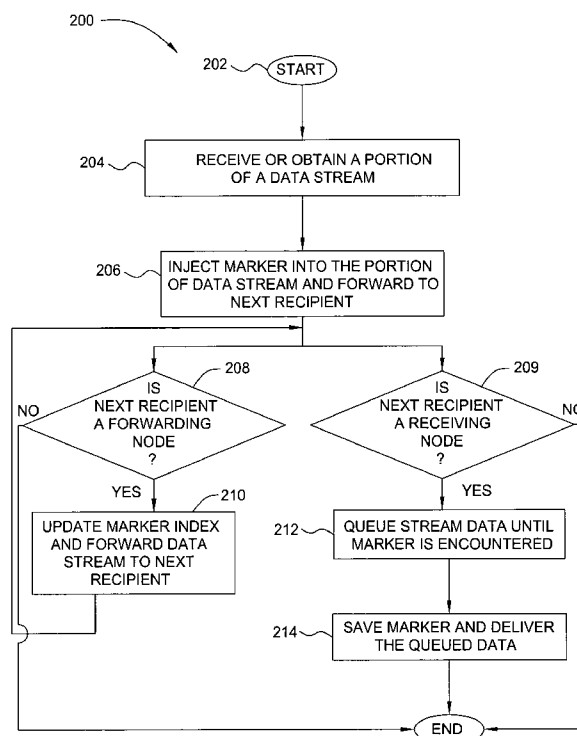 200
202
START
204
RECEIVE OR OBTAIN A PORTION
OF A DATA STREAM
206
INJECT MARKER INTO THE PORTION
OF DATA STREAM AND FORWARD TO
NEXT RECIPIENT
208
IS
NEXT RECIPIENT
A FORWARDING
NODE
?
NO
YES
209
IS
NEXT RECIPIENT
A RECEIVING
NODE
?
NO
YES
210
UPDATE MARKER INDEX
AND FORWARD DATA
STREAM TO NEXT
RECIPIENT
212
QUEUE STREAM DATA UNTIL
MARKER IS ENCOUNTERED
214
SAVE MARKER AND DELIVER
THE QUEUED DATA
END